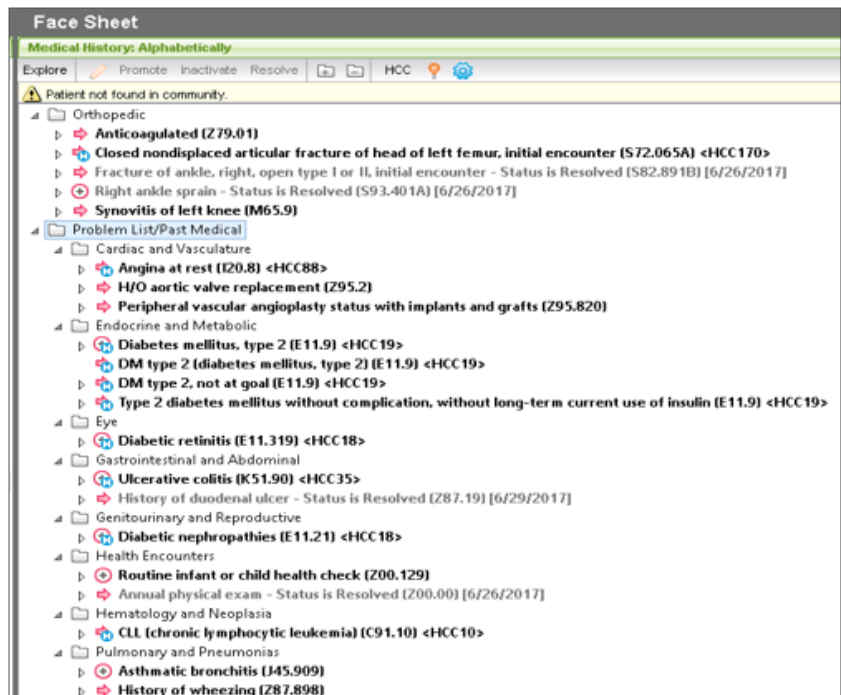 Face Sheet
Medical History: Alphabetically
Explore Promote Inactivate Resolve HCC
Patient not found in community.
Orthopedic
Anticoagulated (Z79.01)
Closed nondisplaced articular fracture of head of left femur, initial encounter (S72.065A) <HCC170>
Fracture of ankle, right, open type I or II, initial encounter - Status is Resolved (S82.891B) [6/26/2017]
Right ankle sprain - Status is Resolved (S93.401A) [6/26/2017]
Synovitis of left knee (M65.9)
Problem List/Past Medical
Cardiac and Vasculature
Angina at rest (I20.8) <HCC88>
H/O aortic valve replacement (Z95.2)
Peripheral vascular angioplasty status with implants and grafts (Z95.820)
Endocrine and Metabolic
Diabetes mellitus, type 2 (E11.9) <HCC19>
DM type 2 (diabetes mellitus, type 2) (E11.9) <HCC19>
DM type 2, not at goal (E11.9) <HCC19>
Type 2 diabetes mellitus without complication, without long-term current use of insulin (E11.9) <HCC19>
Eye
Diabetic retinitis (E11.319) <HCC18>
Gastrointestinal and Abdominal
Ulcerative colitis (K51.90) <HCC35>
History of duodenal ulcer - Status is Resolved (Z87.19) [6/29/2017]
Genitourinary and Reproductive
Diabetic nephropathies (E11.21) <HCC18>
Health Encounters
Routine infant or child health check (Z00.129)
Annual physical exam - Status is Resolved (Z00.00) [6/26/2017]
Hematology and Neoplasia
CLL (chronic lymphocytic leukemia) (C91.10) <HCC10>
Pulmonary and Pneumonias
Asthmatic bronchitis (J45.909)
History of wheezing (Z87.898)